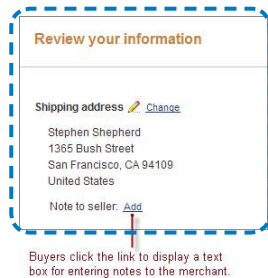 Review your information
Shipping address Change
Stephen Shepherd
1365 Bush Street
San Francisco, CA 94109
United States
Note to seller: Add
Buyers click the link to display a text
box for entering notes to the merchant.